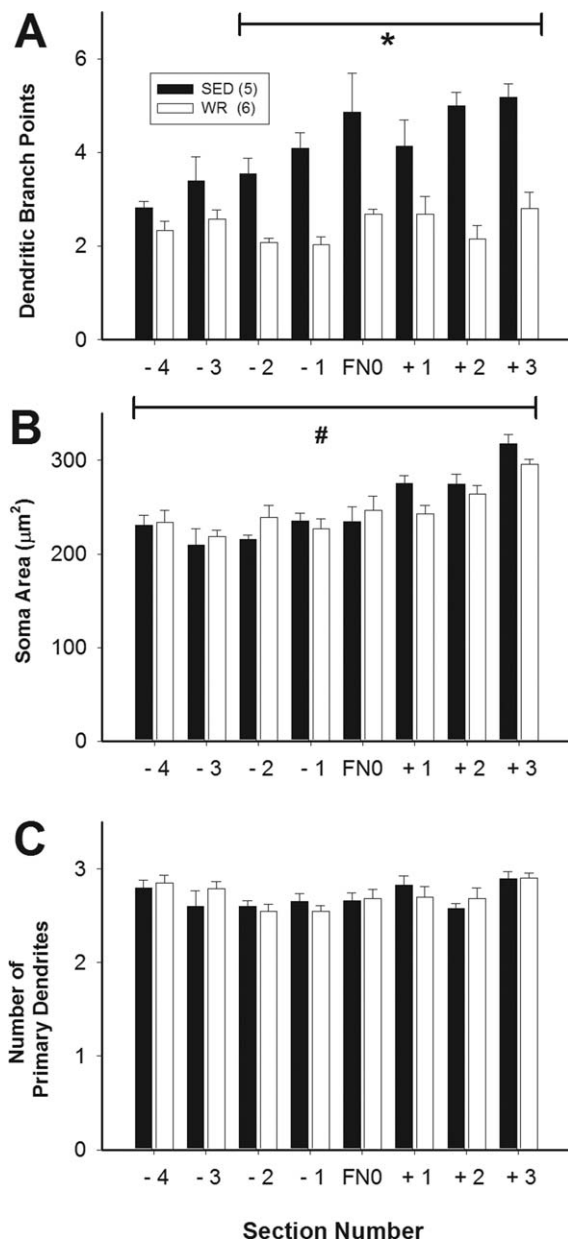 A
*
Dendritic Branch Points
6
4
2
0
SED (5)
WR (6)
- 4 - 3 - 2 - 1 FN0 + 1 + 2 + 3
B
#
Soma Area (µm²)
300
200
100
0
- 4 - 3 - 2 - 1 FN0 + 1 + 2 + 3
C
Number of
Primary Dendrites
3
2
1
0
- 4 - 3 - 2 - 1 FN0 + 1 + 2 + 3
Section Number